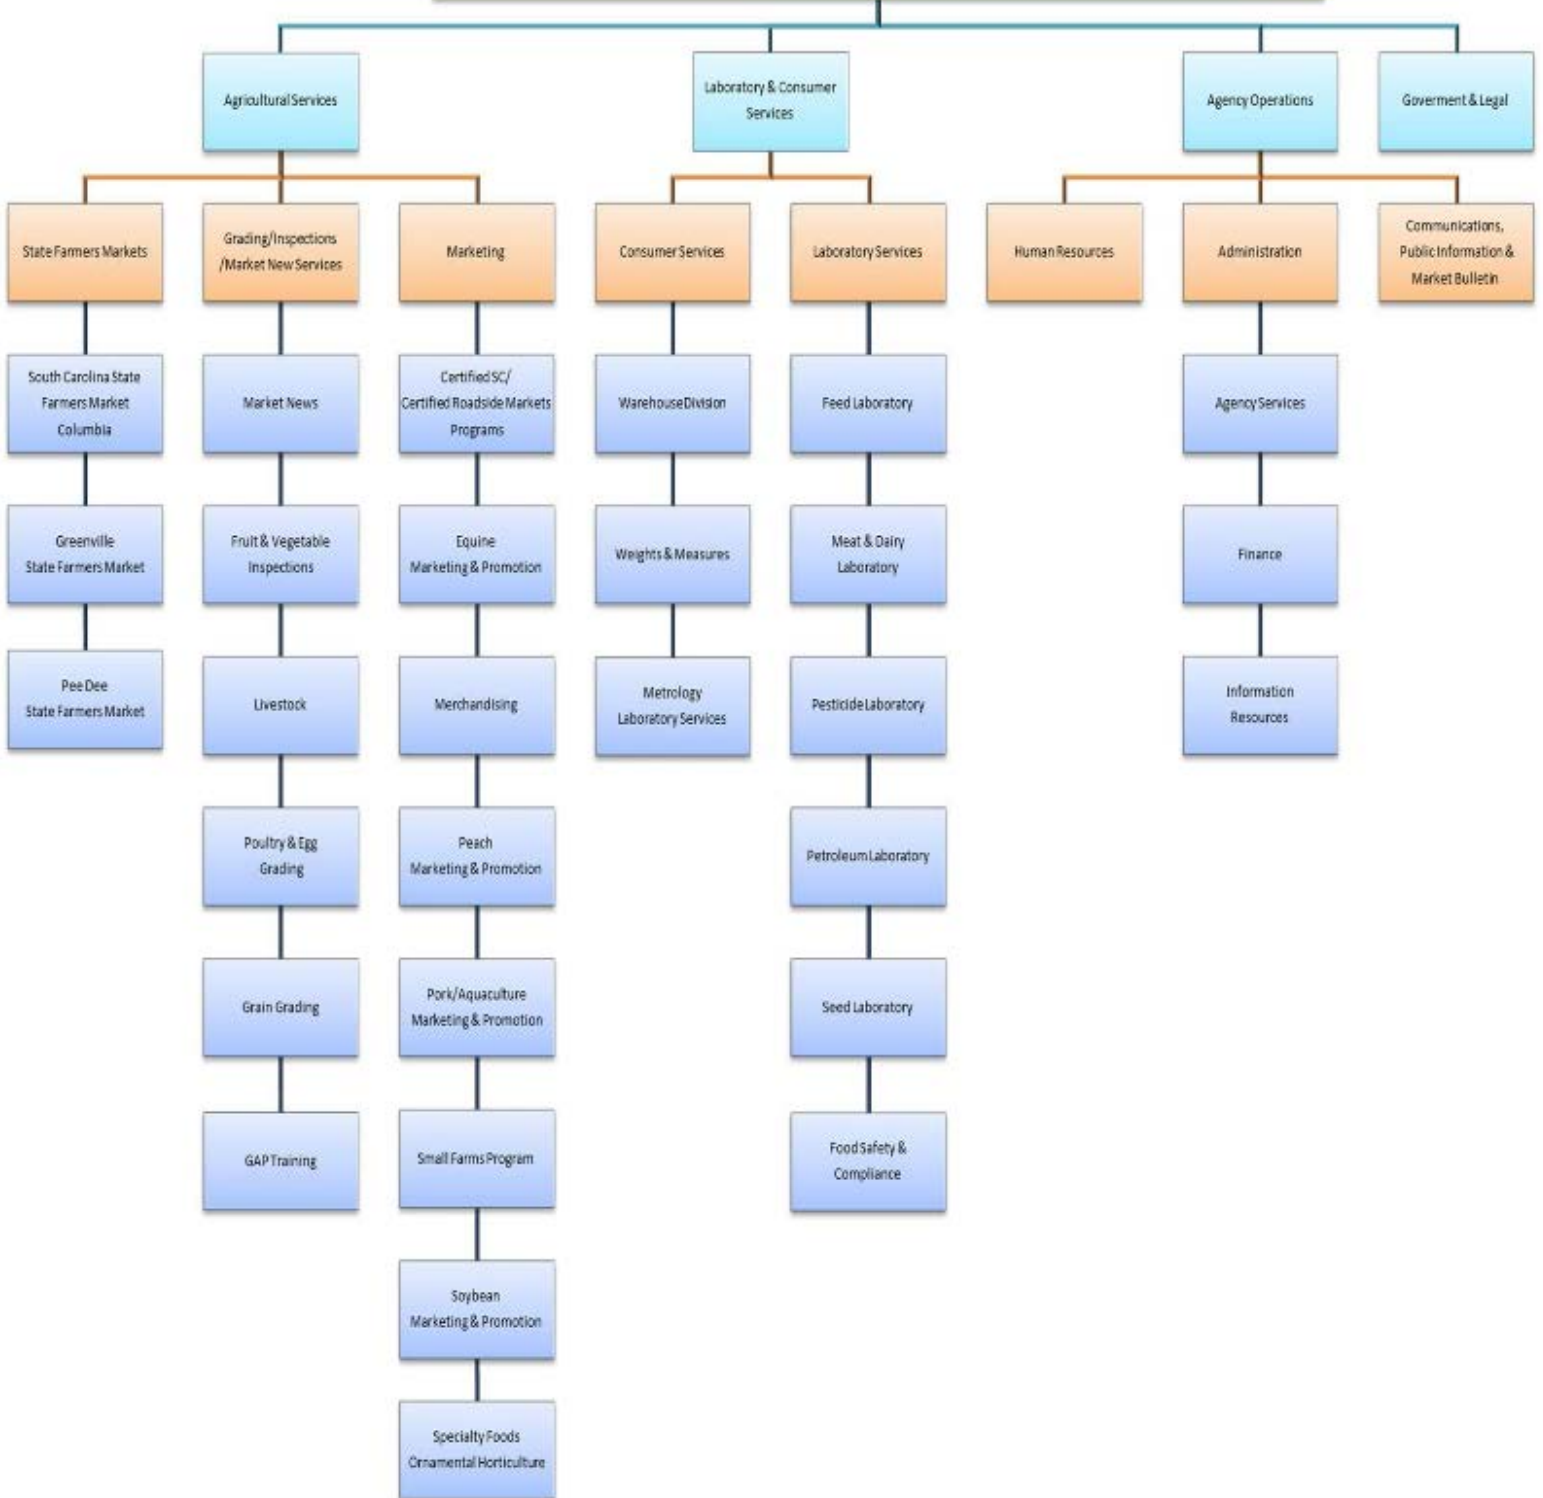 Agricultural Services
Laboratory & Consumer
Services
Agency Operations
Goverment & Legal
State Farmers Markets
Grading/Inspections
/Market New Services
Marketing
Consumer Services
Laboratory Services
Human Resources
Administration
Communications,
Public Information &
Market Bulletin
South Carolina State
Farmers Market
Columbia
Market News
Certified SC/
Certified Roadside Markets
Programs
Warehouse Division
Feed Laboratory
Agency Services
Greenville
State Farmers Market
Fruit & Vegetable
Inspections
Equine
Marketing & Promotion
Weights & Measures
Meat & Dairy
Laboratory
Finance
Pee Dee
State Farmers Market
Livestock
Merchandising
Metrology
Laboratory Services
Pesticide Laboratory
Information
Resources
Poultry & Egg
Grading
Peach
Marketing & Promotion
Petroleum Laboratory
Grain Grading
Pork/Aquaculture
Marketing & Promotion
Seed Laboratory
GAP Training
Small Farms Program
Food Safety &
Compliance
Soybean
Marketing & Promotion
Specialty Foods
Ornamental Horticulture